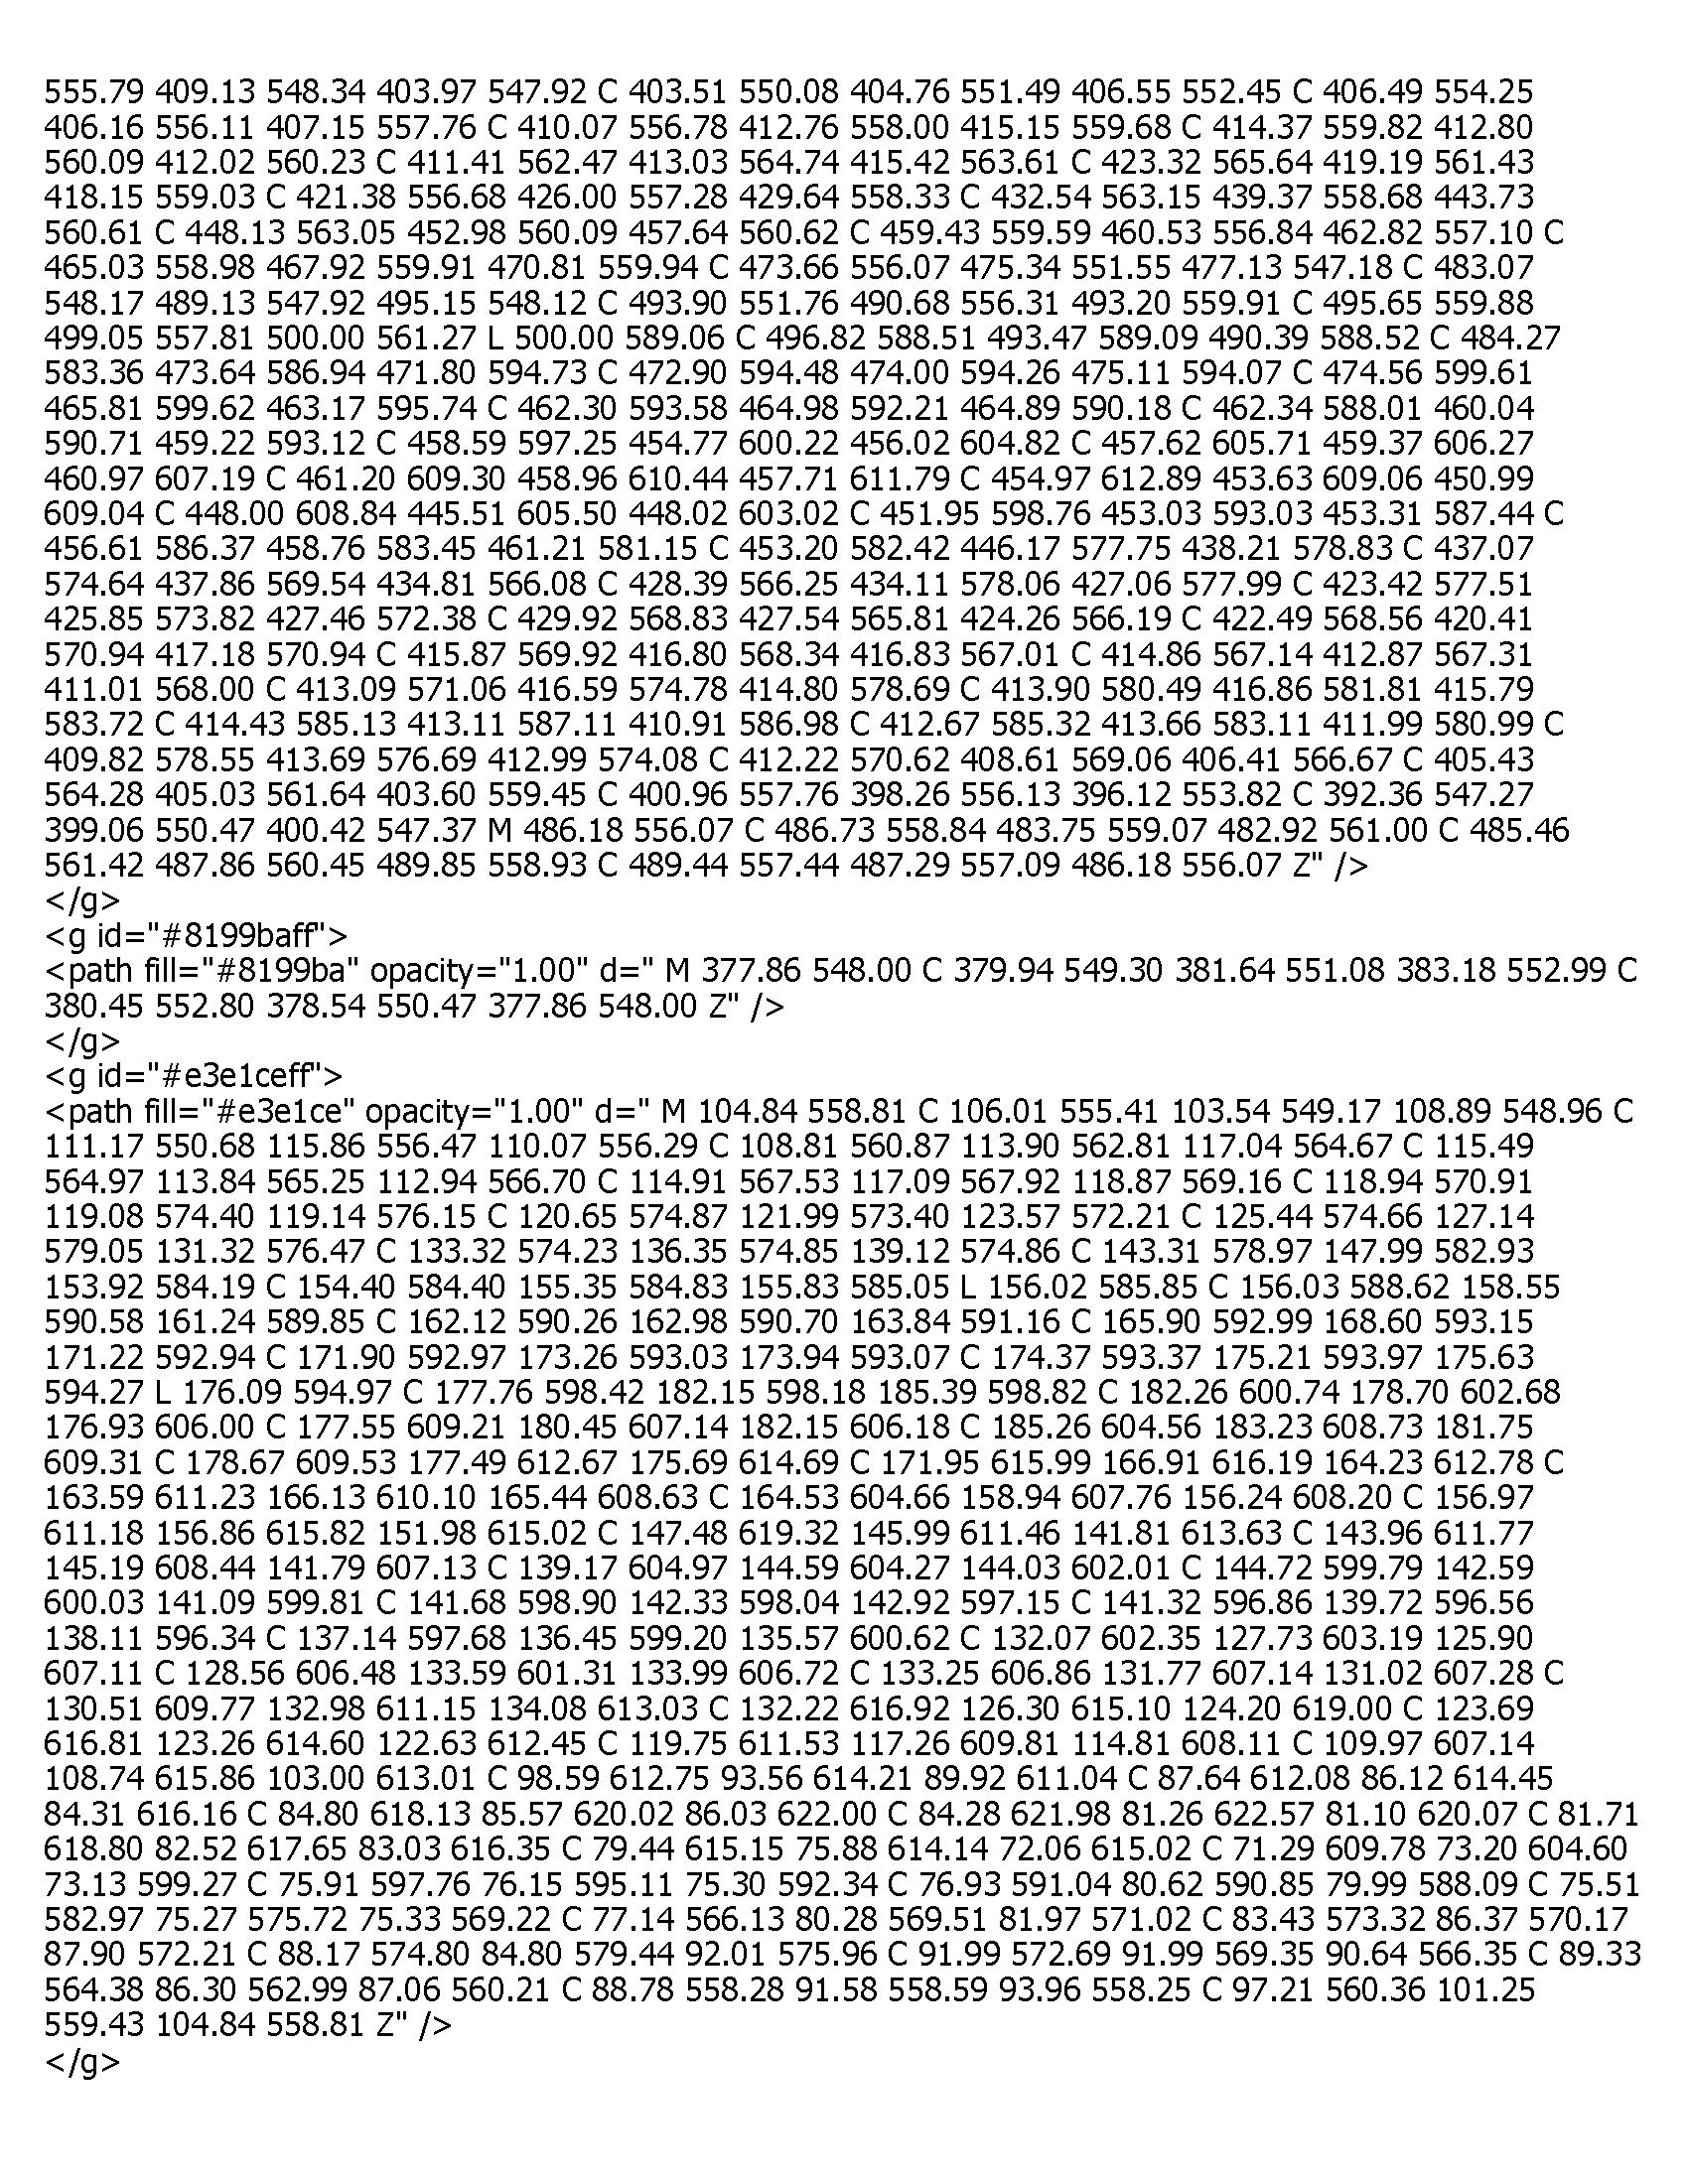 555.79 409.13 548.34 403.97 547.92 C 403.51 550.08 404.76 551.49 406.55 552.45 C 406.49 554.25
406.16 556.11 407.15 557.76 C 410.07 556.78 412.76 558.00 415.15 559.68 C 414.37 559.82 412.80
560.09 412.02 560.23 C 411.41 562.47 413.03 564.74 415.42 563.61 C 423.32 565.64 419.19 561.43
418.15 559.03 C 421.38 556.68 426.00 557.28 429.64 558.33 C 432.54 563.15 439.37 558.68 443.73
560.61 C 448.13 563.05 452.98 560.09 457.64 560.62 C 459.43 559.59 460.53 556.84 462.82 557.10 C
465.03 558.98 467.92 559.91 470.81 559.94 C 473.66 556.07 475.34 551.55 477.13 547.18 C 483.07
548.17 489.13 547.92 495.15 548.12 C 493.90 551.76 490.68 556.31 493.20 559.91 C 495.65 559.88
499.05 557.81 500.00 561.27 L 500.00 589.06 C 496.82 588.51 493.47 589.09 490.39 588.52 C 484.27
583.36 473.64 586.94 471.80 594.73 C 472.90 594.48 474.00 594.26 475.11 594.07 C 474.56 599.61
465.81 599.62 463.17 595.74 C 462.30 593.58 464.98 592.21 464.89 590.18 C 462.34 588.01 460.04
590.71 459.22 593.12 C 458.59 597.25 454.77 600.22 456.02 604.82 C 457.62 605.71 459.37 606.27
460.97 607.19 C 461.20 609.30 458.96 610.44 457.71 611.79 C 454.97 612.89 453.63 609.06 450.99
609.04 C 448.00 608.84 445.51 605.50 448.02 603.02 C 451.95 598.76 453.03 593.03 453.31 587.44 C
456.61 586.37 458.76 583.45 461.21 581.15 C 453.20 582.42 446.17 577.75 438.21 578.83 C 437.07
574.64 437.86 569.54 434.81 566.08 C 428.39 566.25 434.11 578.06 427.06 577.99 C 423.42 577.51
425.85 573.82 427.46 572.38 C 429.92 568.83 427.54 565.81 424.26 566.19 C 422.49 568.56 420.41
570.94 417.18 570.94 C 415.87 569.92 416.80 568.34 416.83 567.01 C 414.86 567.14 412.87 567.31
411.01 568.00 C 413.09 571.06 416.59 574.78 414.80 578.69 C 413.90 580.49 416.86 581.81 415.79
583.72 C 414.43 585.13 413.11 587.11 410.91 586.98 C 412.67 585.32 413.66 583.11 411.99 580.99 C
409.82 578.55 413.69 576.69 412.99 574.08 C 412.22 570.62 408.61 569.06 406.41 566.67 C 405.43
564.28 405.03 561.64 403.60 559.45 C 400.96 557.76 398.26 556.13 396.12 553.82 C 392.36 547.27
399.06 550.47 400.42 547.37 M 486.18 556.07 C 486.73 558.84 483.75 559.07 482.92 561.00 C 485.46
561.42 487.86 560.45 489.85 558.93 C 489.44 557.44 487.29 557.09 486.18 556.07 Z" />
</g>
<g id="#8199baff">
<path fill="#8199ba" opacity="1.00" d=" M 377.86 548.00 C 379.94 549.30 381.64 551.08 383.18 552.99 C
380.45 552.80 378.54 550.47 377.86 548.00 Z" />
</g>
<g id="#e3e1ceff">
<path fill="#e3e1ce" opacity="1.00" d=" M 104.84 558.81 C 106.01 555.41 103.54 549.17 108.89 548.96 C
111.17 550.68 115.86 556.47 110.07 556.29 C 108.81 560.87 113.90 562.81 117.04 564.67 C 115.49
564.97 113.84 565.25 112.94 566.70 C 114.91 567.53 117.09 567.92 118.87 569.16 C 118.94 570.91
119.08 574.40 119.14 576.15 C 120.65 574.87 121.99 573.40 123.57 572.21 C 125.44 574.66 127.14
579.05 131.32 576.47 C 133.32 574.23 136.35 574.85 139.12 574.86 C 143.31 578.97 147.99 582.93
153.92 584.19 C 154.40 584.40 155.35 584.83 155.83 585.05 L 156.02 585.85 C 156.03 588.62 158.55
590.58 161.24 589.85 C 162.12 590.26 162.98 590.70 163.84 591.16 C 165.90 592.99 168.60 593.15
171.22 592.94 C 171.90 592.97 173.26 593.03 173.94 593.07 C 174.37 593.37 175.21 593.97 175.63
594.27 L 176.09 594.97 C 177.76 598.42 182.15 598.18 185.39 598.82 C 182.26 600.74 178.70 602.68
176.93 606.00 C 177.55 609.21 180.45 607.14 182.15 606.18 C 185.26 604.56 183.23 608.73 181.75
609.31 C 178.67 609.53 177.49 612.67 175.69 614.69 C 171.95 615.99 166.91 616.19 164.23 612.78 C
163.59 611.23 166.13 610.10 165.44 608.63 C 164.53 604.66 158.94 607.76 156.24 608.20 C 156.97
611.18 156.86 615.82 151.98 615.02 C 147.48 619.32 145.99 611.46 141.81 613.63 C 143.96 611.77
145.19 608.44 141.79 607.13 C 139.17 604.97 144.59 604.27 144.03 602.01 C 144.72 599.79 142.59
600.03 141.09 599.81 C 141.68 598.90 142.33 598.04 142.92 597.15 C 141.32 596.86 139.72 596.56
138.11 596.34 C 137.14 597.68 136.45 599.20 135.57 600.62 C 132.07 602.35 127.73 603.19 125.90
607.11 C 128.56 606.48 133.59 601.31 133.99 606.72 C 133.25 606.86 131.77 607.14 131.02 607.28 C
130.51 609.77 132.98 611.15 134.08 613.03 C 132.22 616.92 126.30 615.10 124.20 619.00 C 123.69
616.81 123.26 614.60 122.63 612.45 C 119.75 611.53 117.26 609.81 114.81 608.11 C 109.97 607.14
108.74 615.86 103.00 613.01 C 98.59 612.75 93.56 614.21 89.92 611.04 C 87.64 612.08 86.12 614.45
84.31 616.16 C 84.80 618.13 85.57 620.02 86.03 622.00 C 84.28 621.98 81.26 622.57 81.10 620.07 C 81.71
618.80 82.52 617.65 83.03 616.35 C 79.44 615.15 75.88 614.14 72.06 615.02 C 71.29 609.78 73.20 604.60
73.13 599.27 C 75.91 597.76 76.15 595.11 75.30 592.34 C 76.93 591.04 80.62 590.85 79.99 588.09 C 75.51
582.97 75.27 575.72 75.33 569.22 C 77.14 566.13 80.28 569.51 81.97 571.02 C 83.43 573.32 86.37 570.17
87.90 572.21 C 88.17 574.80 84.80 579.44 92.01 575.96 C 91.99 572.69 91.99 569.35 90.64 566.35 C 89.33
564.38 86.30 562.99 87.06 560.21 C 88.78 558.28 91.58 558.59 93.96 558.25 C 97.21 560.36 101.25
559.43 104.84 558.81 Z" />
</g>